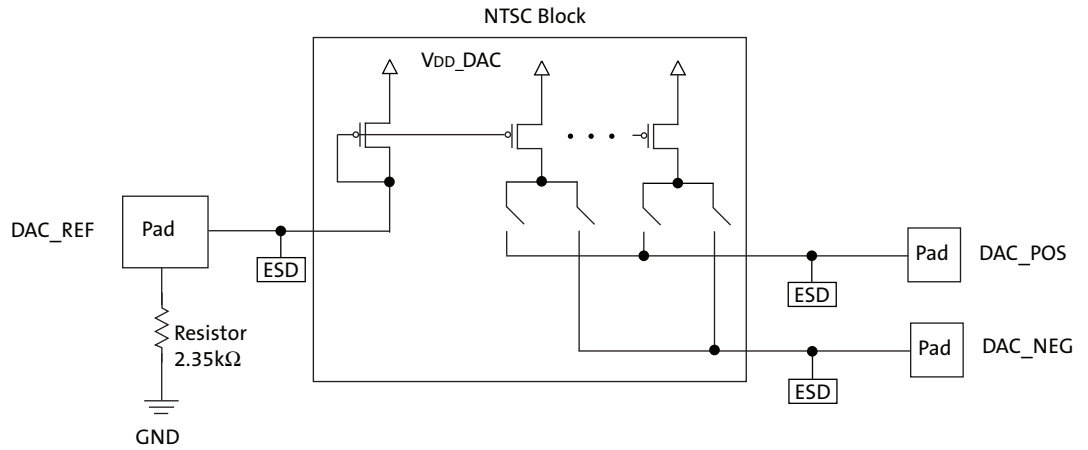 NTSC Block
VDD_DAC
DAC_REF
Pad
ESD
Resistor
2.35kΩ
GND
Pad
DAC_POS
ESD
Pad
DAC_NEG
ESD